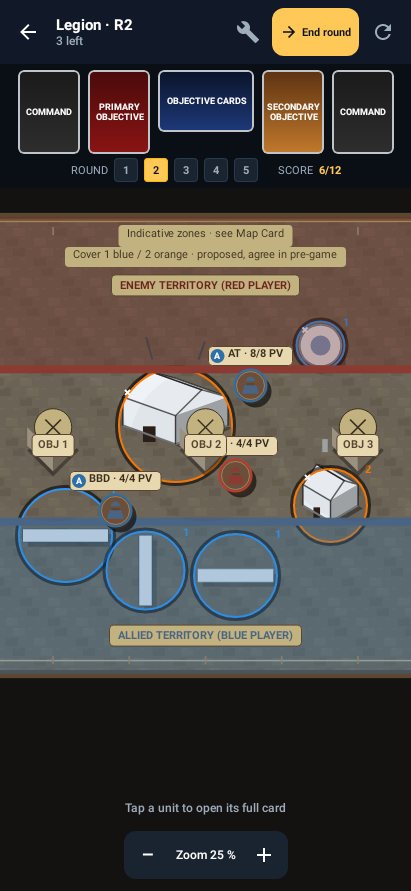 Legion · R2
3 left
End round
COMMAND
PRIMARY
OBJECTIVE
OBJECTIVE CARDS
SECONDARY
OBJECTIVE
COMMAND
ROUND 1 2 3 4 5 SCORE 6/12
Indicative zones · see Map Card
Cover 1 blue / 2 orange · proposed, agree in pre-game
ENEMY TERRITORY (RED PLAYER)
1
A AT · 8/8 PV
OBJ 1
OBJ 2
· 4/4 PV
OBJ 3
2
A BBD · 4/4 PV
1
1
ALLIED TERRITORY (BLUE PLAYER)
Tap a unit to open its full card
− Zoom 25 % +